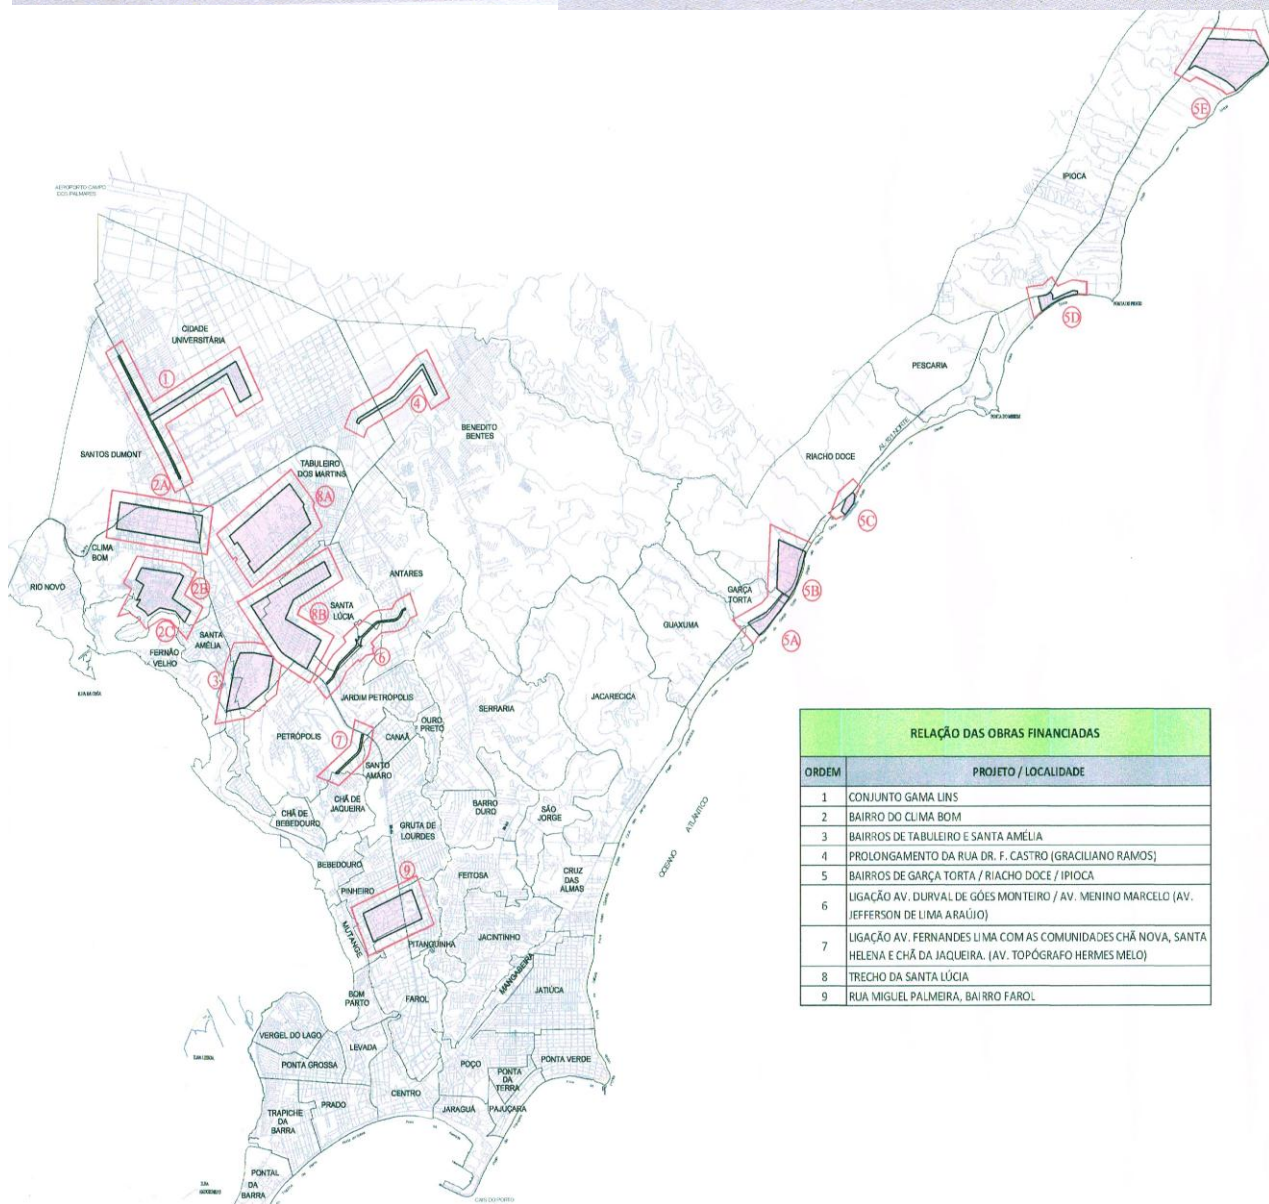 AEROPORTO CAMPO
DOS PALMARES
5E
IPIOCA
5D
CIDADE
UNIVERSITÁRIA
1
4
PESCARIA
BENEDITO
BENTES
AL-101 NORTE
SANTOS DUMONT
2A
TABULEIRO
DOS MARTINS
8A
RIACHO DOCE
5C
CLIMA
BOM
RIO NOVO
2B
2C
ANTARES
SANTA
LÚCIA
8B
GARÇA
TORTA
5B
5A
GUAXUMA
SANTA
AMÉLIA
FERNÃO
VELHO
3
6
JARDIM PETRÓPOLIS
JACARECICA
SERRARIA
OURO
PRETO
PETRÓPOLIS
7
CANAÃ
SANTO
AMARO
CHÃ DE
JAQUEIRA
CHÃ DE
BEBEDOURO
BARRO
DURO
SÃO
JORGE
GRUTA DE
LOURDES
OCEANO
ATLÂNTICO
BEBEDOURO
9
FEITOSA
CRUZ
DAS
ALMAS
PINHEIRO
MUTANGE
PITANGUINHA
JACINTINHO
MANGABEIRA
JATIÚCA
BOM
PARTO
FAROL
VERGEL DO LAGO
LEVADA
PONTA GROSSA
POÇO
PONTA VERDE
PONTA
DA
TERRA
CENTRO
PRADO
JARAGUÁ
PAJUÇARA
TRAPICHE
DA
BARRA
PONTAL
DA
BARRA
CAIS DO PORTO
RELAÇÃO DAS OBRAS FINANCIADAS
ORDEM PROJETO / LOCALIDADE
1 CONJUNTO GAMA LINS
2 BAIRRO DO CLIMA BOM
3 BAIRROS DE TABULEIRO E SANTA AMÉLIA
4 PROLONGAMENTO DA RUA DR. F. CASTRO (GRACILIANO RAMOS)
5 BAIRROS DE GARÇA TORTA / RIACHO DOCE / IPIOCA
6 LIGAÇÃO AV. DURVAL DE GÓES MONTEIRO / AV. MENINO MARCELO (AV.
JEFFERSON DE LIMA ARAÚJO)
7 LIGAÇÃO AV. FERNANDES LIMA COM AS COMUNIDADES CHÃ NOVA, SANTA
HELENA E CHÃ DA JAQUEIRA. (AV. TOPÓGRAFO HERMES MELO)
8 TRECHO DA SANTA LÚCIA
9 RUA MIGUEL PALMEIRA, BAIRRO FAROL